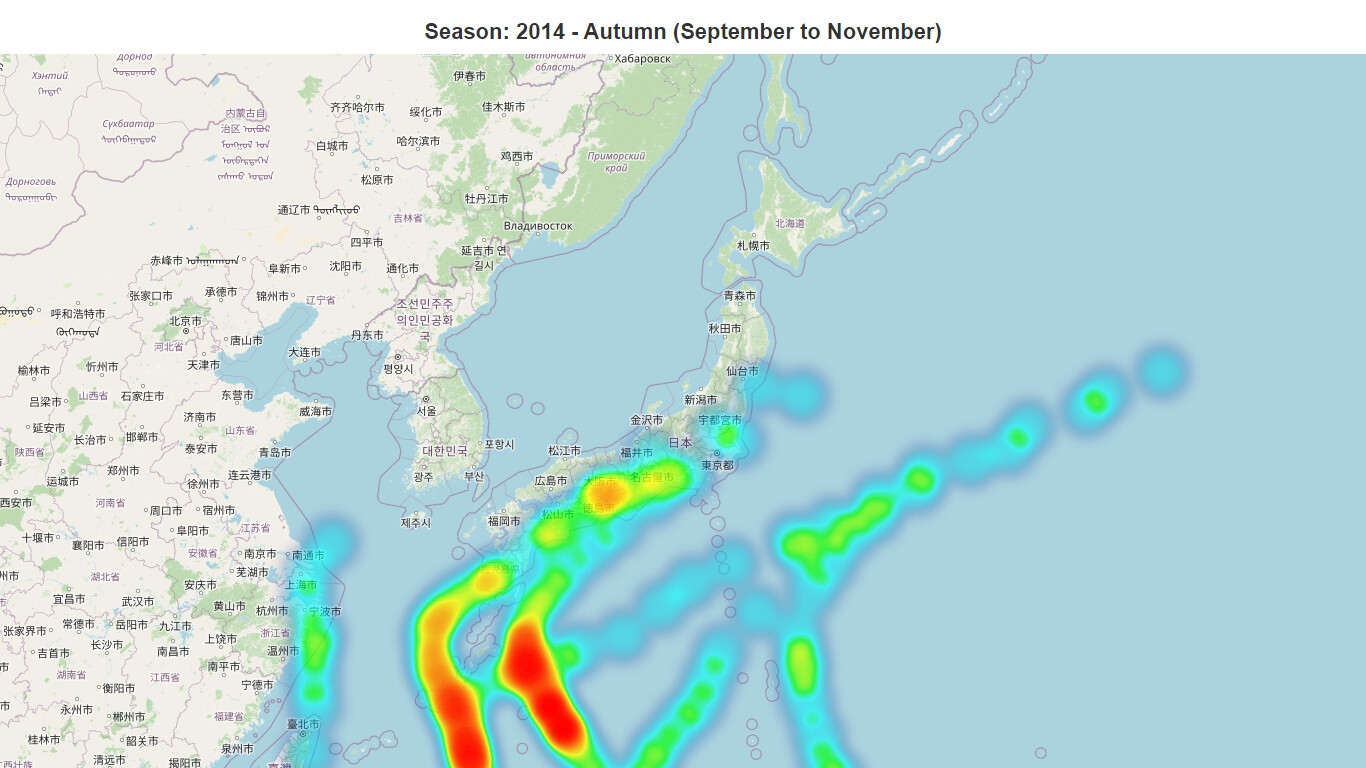 Season: 2014 - Autumn (September to November)
Дорнод
автономная
область
Хабаровск
Хэнтий
伊春市
齐齐哈尔市
绥化市
佳木斯市
内蒙古自
治区
Сүхбаатар
哈尔滨市
白城市
鸡西市
Приморский
край
松原市
Дорноговь
牡丹江市
通辽市
吉林省
北海道
Владивосток
四平市
札幌市
延吉市 연
길시
赤峰市
阜新市
沈阳市
通化市
张家口市
承德市
锦州市
辽宁省
조선민주주
의인민공화
국
青森市
呼和浩特市
北京市
秋田市
河北省
唐山市
丹东市
大连市
天津市
평양시
榆林市
忻州市
仙台市
吕梁市
山西省
石家庄市
东营市
서울
新潟市
威海市
济南市
金沢市
宇都宮市
延安市
长治市
邯郸市
山东省
日本
泰安市
青岛市
대한민국
포항시
松江市
福井市
陕西省
东京都
郑州市
连云港市
광주
부산
広島市
大阪市
名古屋市
运城市
徐州市
西安市
河南省
周口市
宿州市
徳島市
제주시
福岡市
松山市
江苏省
阜阳市
十堰市
襄阳市
信阳市
安徽省
南京市
南通市
芜湖市
湖北省
安庆市
上海市
宜昌市
武汉市
黄山市
杭州市
宁波市
张家界市
常德市
岳阳市
九江市
上饶市
浙江省
吉首市
长沙市
南昌市
温州市
湖南省
江西省
南平市
宁德市
衡阳市
永州市
郴州市
福建省
臺北市
桂林市
韶关市
泉州市
清远市
揭阳市